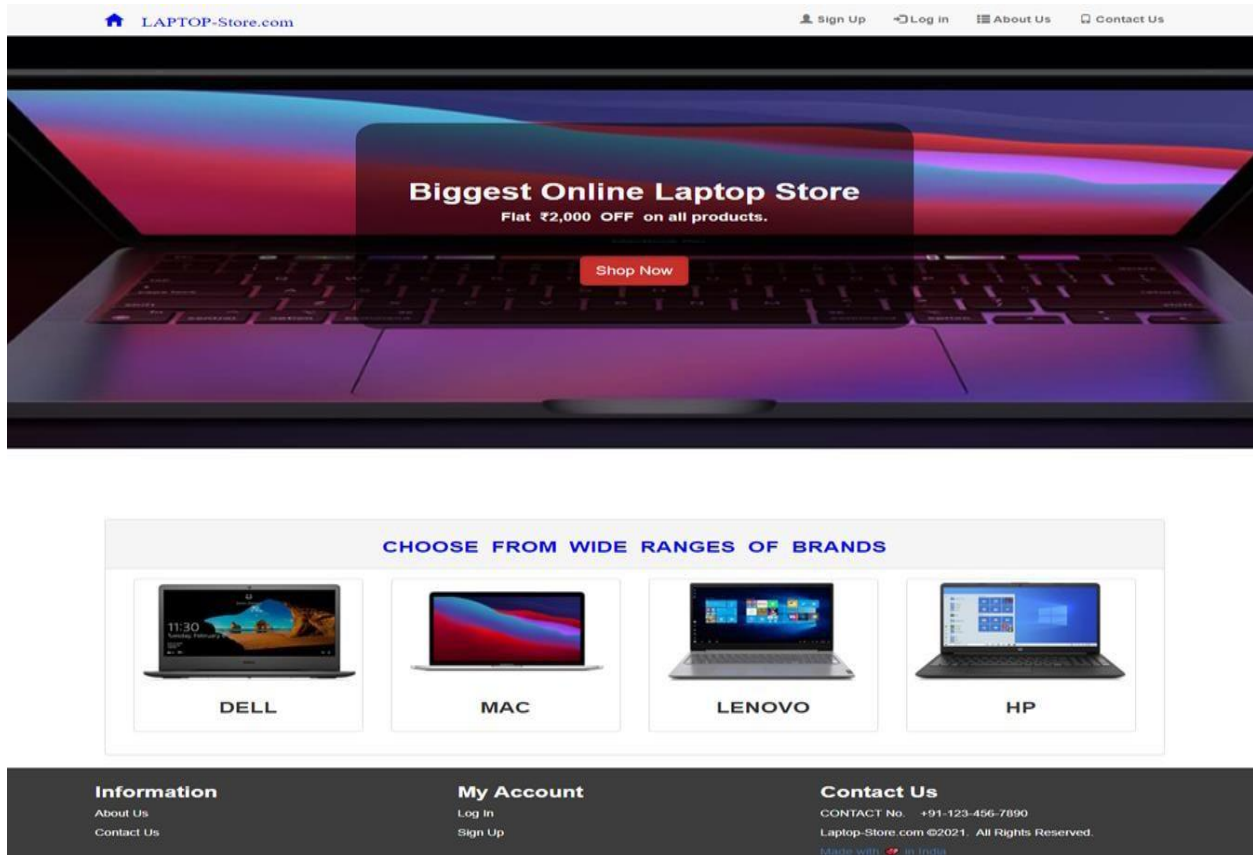 LAPTOP-Store.com
Sign Up
Log in
About Us
Contact Us
Biggest Online Laptop Store
Flat ₹2,000 OFF on all products.
Shop Now
CHOOSE FROM WIDE RANGES OF BRANDS
11:30
DELL
MAC
LENOVO
HP
Information
About Us
Contact Us
My Account
Log In
Sign Up
Contact Us
CONTACT No. +91-123-456-7890
Laptop-Store.com ©2021. All Rights Reserved.
Made with in India